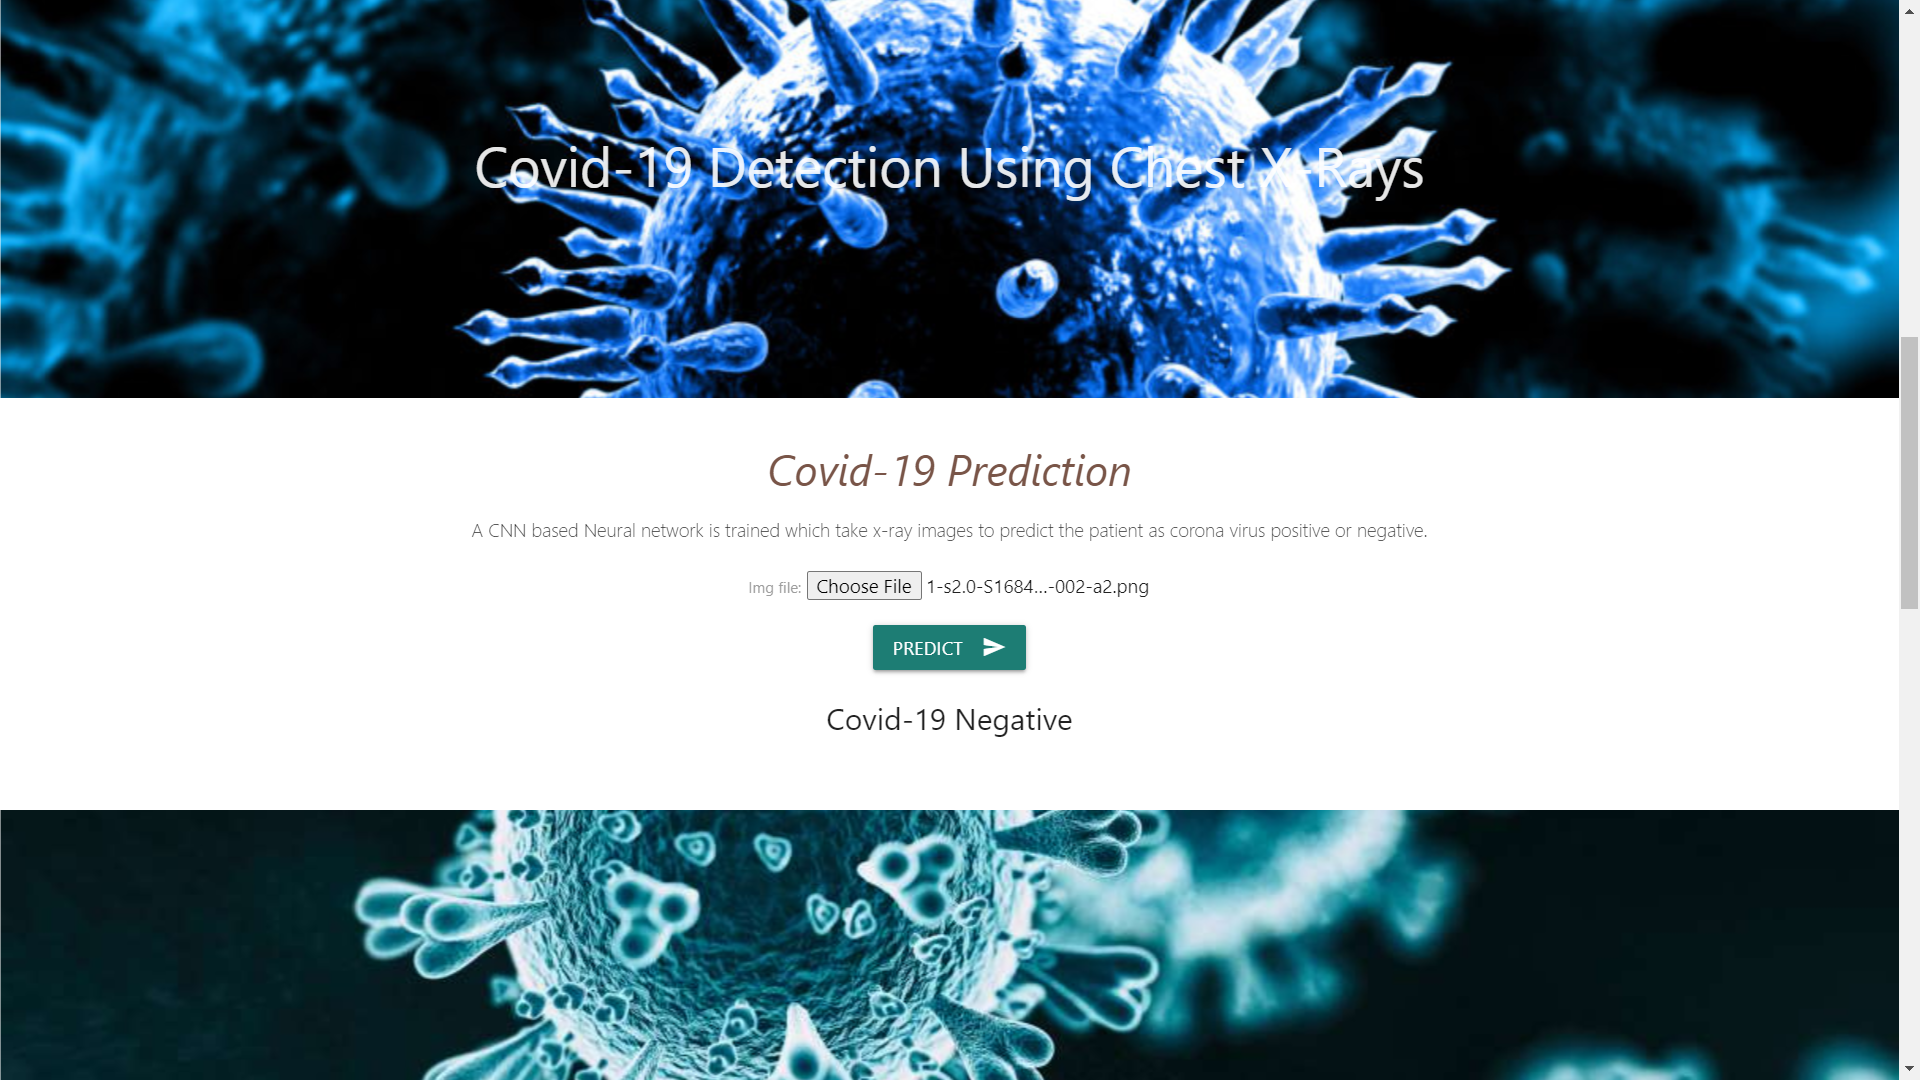 Covid-19 Detection Using Chest X-Rays
Covid-19 Prediction
A CNN based Neural network is trained which take x-ray images to predict the patient as corona virus positive or negative.
Img file: Choose File 1-s2.0-S1684...-002-a2.png
PREDICT
Covid-19 Negative